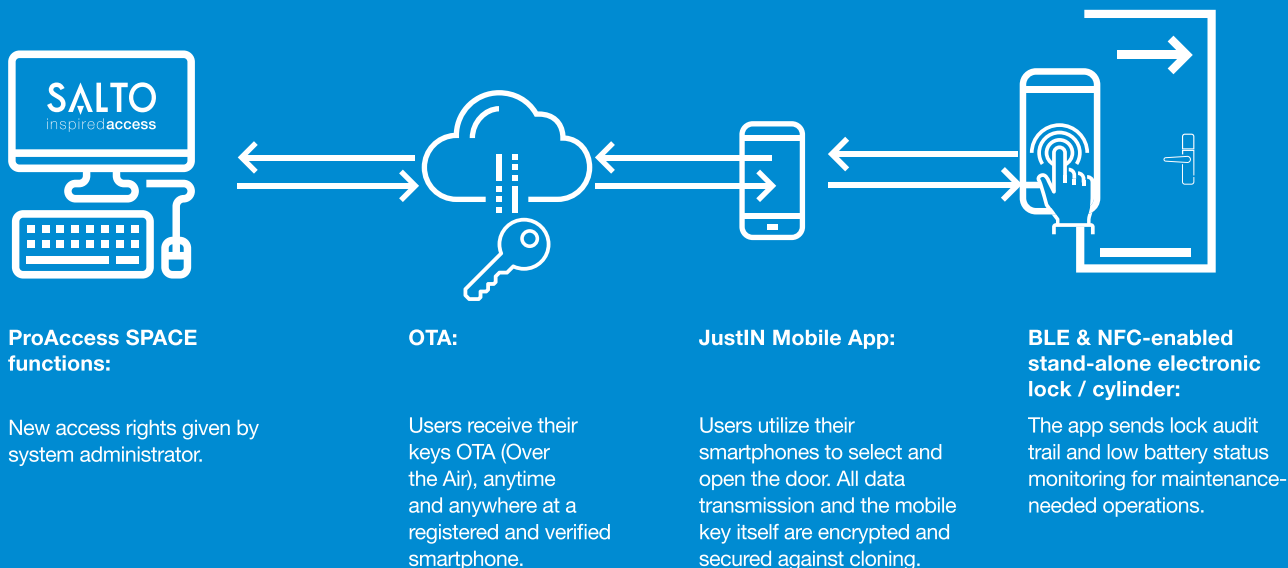 SALTO
inspiredaccess
ProAccess SPACE
functions:
New access rights given by
system administrator.
OTA:
Users receive their
keys OTA (Over
the Air), anytime
and anywhere at a
registered and verified
smartphone.
JustIN Mobile App:
Users utilize their
smartphones to select and
open the door. All data
transmission and the mobile
key itself are encrypted and
secured against cloning.
BLE & NFC-enabled
stand-alone electronic
lock / cylinder:
The app sends lock audit
trail and low battery status
monitoring for maintenance-
needed operations.